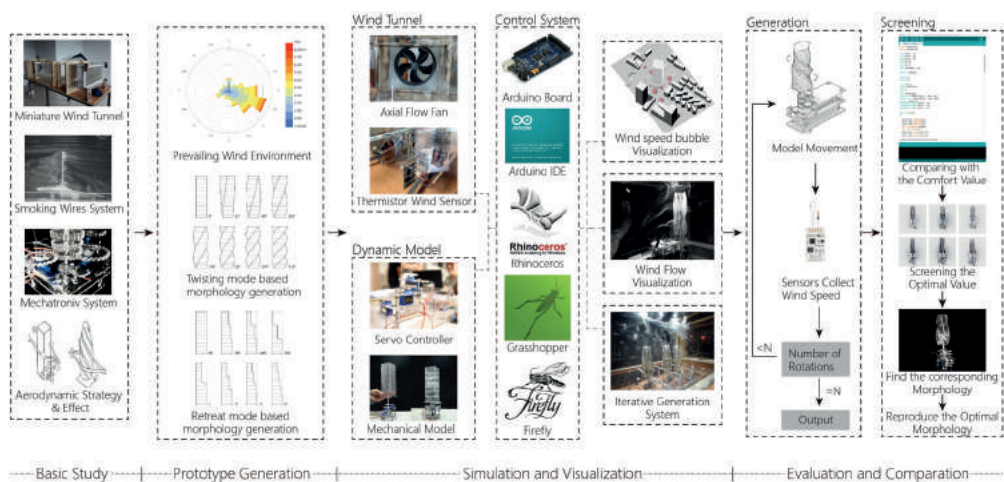 Miniature Wind Tunnel
Smoking Wires System
Mechatroniv System
Aerodynamic Strategy
& Effect
Prevailing Wind Environment
Twisting mode based
morphology generation
Retreat mode based
morphology generation
Wind Tunnel
Axial Flow Fan
Thermistor Wind Sensor
Dynamic Model
Servo Controller
Mechanical Model
Control System
Arduino Board
ARDUINO
Arduino IDE
Rhinoceros
Rhinoceros
Grasshopper
Firefly
Firefly
Wind speed bubble
Visualization
Wind Flow
Visualization
Iterative Generation
System
Generation
Model Movement
Sensors Collect
Wind Speed
<N
Number of
Rotations
=N
Output
Screening
Comparing with
the Comfort Value
Screening the
Optimal Value
Find the corresponding
Morphology
Reproduce the Optimal
Morphology
Basic Study
Prototype Generation
Simulation and Visualization
Evaluation and Comparation